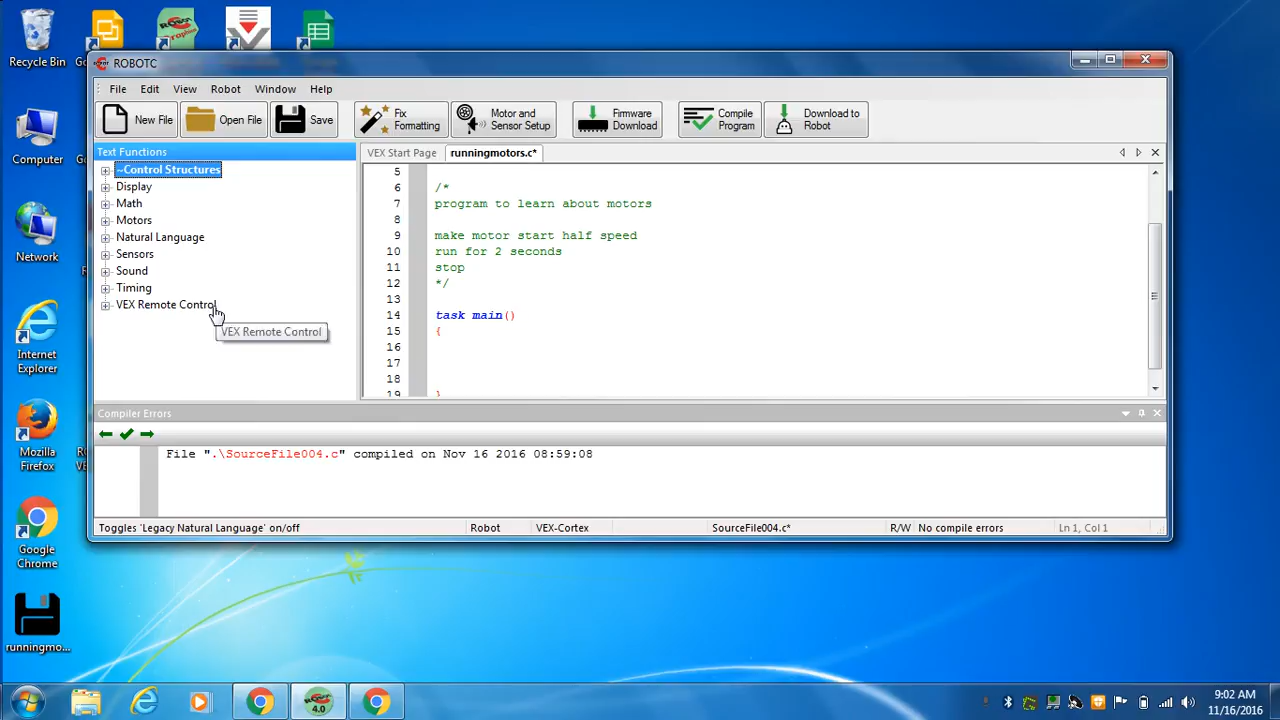 Recycle Bin
Computer
Network
Internet
Explorer
Mozilla
Firefox
Google
Chrome
runningmo...
ROBOTC
File Edit View Robot Window Help
New File
Open File
Save
Fix
Formatting
Motor and
Sensor Setup
Firmware
Download
Compile
Program
Download to
Robot
Text Functions
~Control Structures
Display
Math
Motors
Natural Language
Sensors
Sound
Timing
VEX Remote Control
VEX Remote Control
VEX Start Page runningmotors.c*
5
6 /*
7 program to learn about motors
8
9 make motor start half speed
10 run for 2 seconds
11 stop
12 */
13
14 task main()
15 {
16
17
18
19 }
Compiler Errors
File ".\SourceFile004.c" compiled on Nov 16 2016 08:59:08
Toggles 'Legacy Natural Language' on/off Robot VEX-Cortex SourceFile004.c* R/W No compile errors Ln 1, Col 1
4.0
9:02 AM
11/16/2016